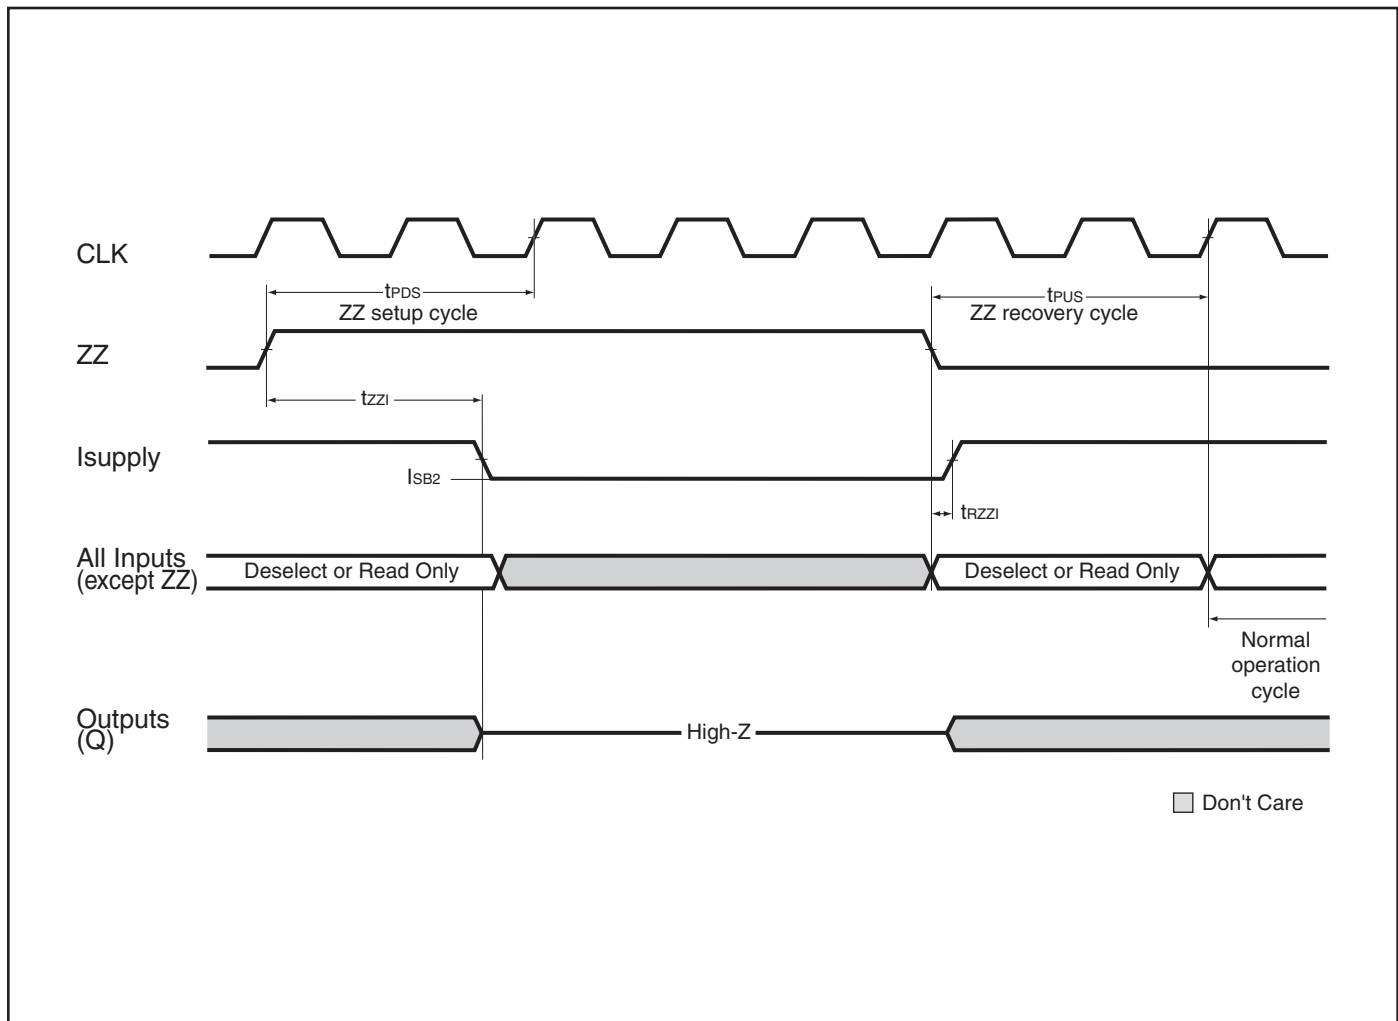 CLK
tPDS
ZZ setup cycle
tPUS
ZZ recovery cycle
ZZ
tZZI
Isupply
ISB2
tRZZI
All Inputs
(except ZZ)
Deselect or Read Only
Deselect or Read Only
Normal
operation
cycle
Outputs
(Q)
High-Z
Don't Care